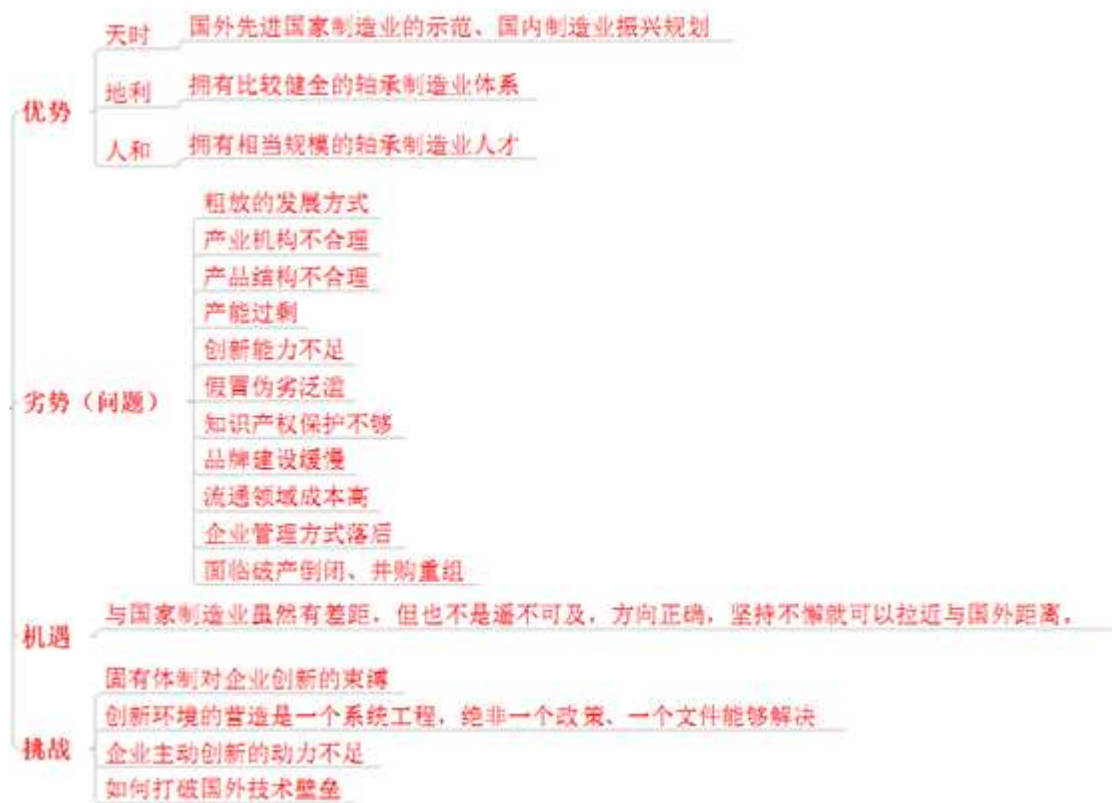 优势
天时
国外先进国家制造业的示范、国内制造业振兴规划
地利
拥有比较健全的轴承制造业体系
人和
拥有相当规模的轴承制造业人才
劣势（问题）
粗放的发展方式
产业机构不合理
产品结构不合理
产能过剩
创新能力不足
假冒伪劣泛滥
知识产权保护不够
品牌建设缓慢
流通领域成本高
企业管理方式落后
面临破产倒闭、并购重组
机遇
与国家制造业虽然有差距，但也不是遥不可及，方向正确，坚持不懈就可以拉近与国外距离。
挑战
固有体制对企业创新的束缚
创新环境的营造是一个系统工程，绝非一个政策、一个文件能够解决
企业主动创新的动力不足
如何打破国外技术壁垒